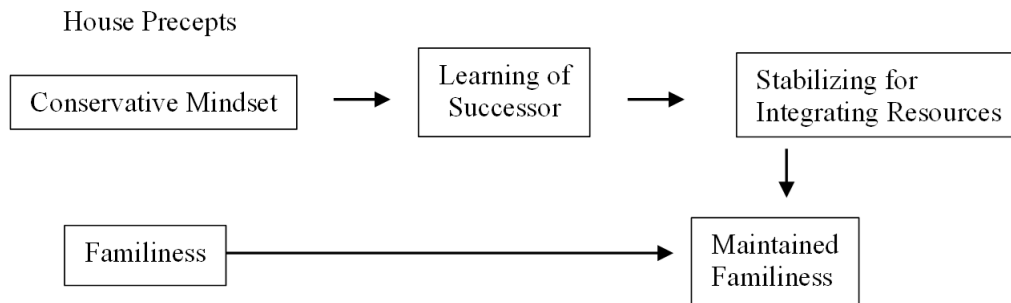 House Precepts
Conservative Mindset
Learning of
Successor
Stabilizing for
Integrating Resources
Familiness
Maintained
Familiness